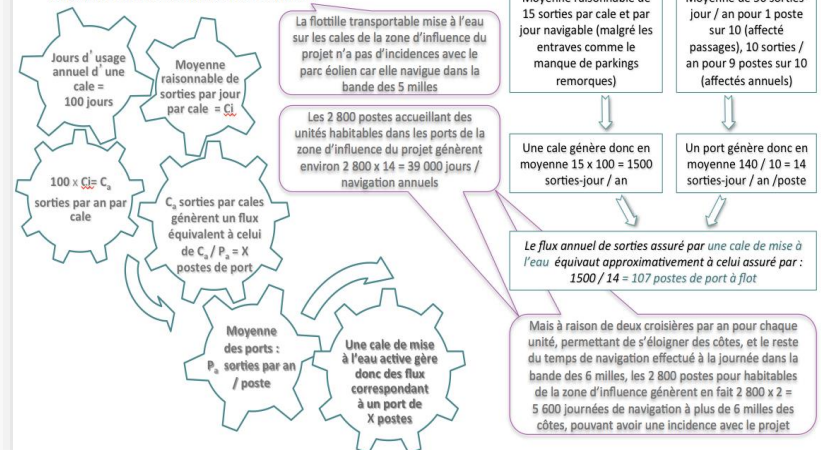 Jours d'usage
annuel d'une
cale =
100 jours
Moyenne
raisonnable de
sorties par jour
par cale = Ci
100 x Ci= Ca
sorties par an par
cale
Ca sorties par cales
génèrent un flux
équivalent à celui
de Ca / Pa = X
postes de port
Moyenne
des ports :
Pa sorties par an
/ poste
Une cale de mise
à l'eau active gère
donc des flux
correspondant
à un port de
X postes
La flottille transportable mise à l'eau
sur les cales de la zone d'influence du
projet n'a pas d'incidences avec le
parc éolien car elle navigue dans la
bande des 5 milles
Les 2 800 postes accueillant des
unités habitables dans les ports de la
zone d'influence du projet génèrent
environ 2 800 x 14 = 39 000 jours /
navigation annuels
Moyenne raisonnable de
15 sorties par cale et par
jour navigable (malgré les
entraves comme le
manque de parkings
remorques)
Moyenne de 50 sorties
jour / an pour 1 poste
sur 10 (affecté
passages), 10 sorties /
an pour 9 postes sur 10
(affectés annuels)
Une cale génère donc en
moyenne 15 x 100 = 1500
sorties-jour / an
Un port génère donc en
moyenne 140 / 10 = 14
sorties-jour / an /poste
Le flux annuel de sorties assuré par une cale de mise à
l'eau équivaut approximativement à celui assuré par :
1500 / 14 = 107 postes de port à flot
Mais à raison de deux croisières par an pour chaque
unité, permettant de s'éloigner des côtes, et le reste
du temps de navigation effectué à la journée dans la
bande des 6 milles, les 2 800 postes pour habitables
de la zone d'influence génèrent en fait 2 800 x 2 =
5 600 journées de navigation à plus de 6 milles des
côtes, pouvant avoir une incidence avec le projet